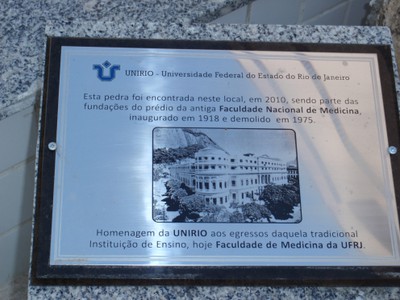 UNIRIO - Universidade Federal do Estado do Rio de Janeiro
Esta pedra foi encontrada neste local, em 2010, sendo parte das
fundações do prédio da antiga Faculdade Nacional de Medicina,
inaugurado em 1918 e demolido em 1975.
Homenagem da UNIRIO aos egressos daquela tradicional
Instituição de Ensino, hoje Faculdade de Medicina da UFRJ.